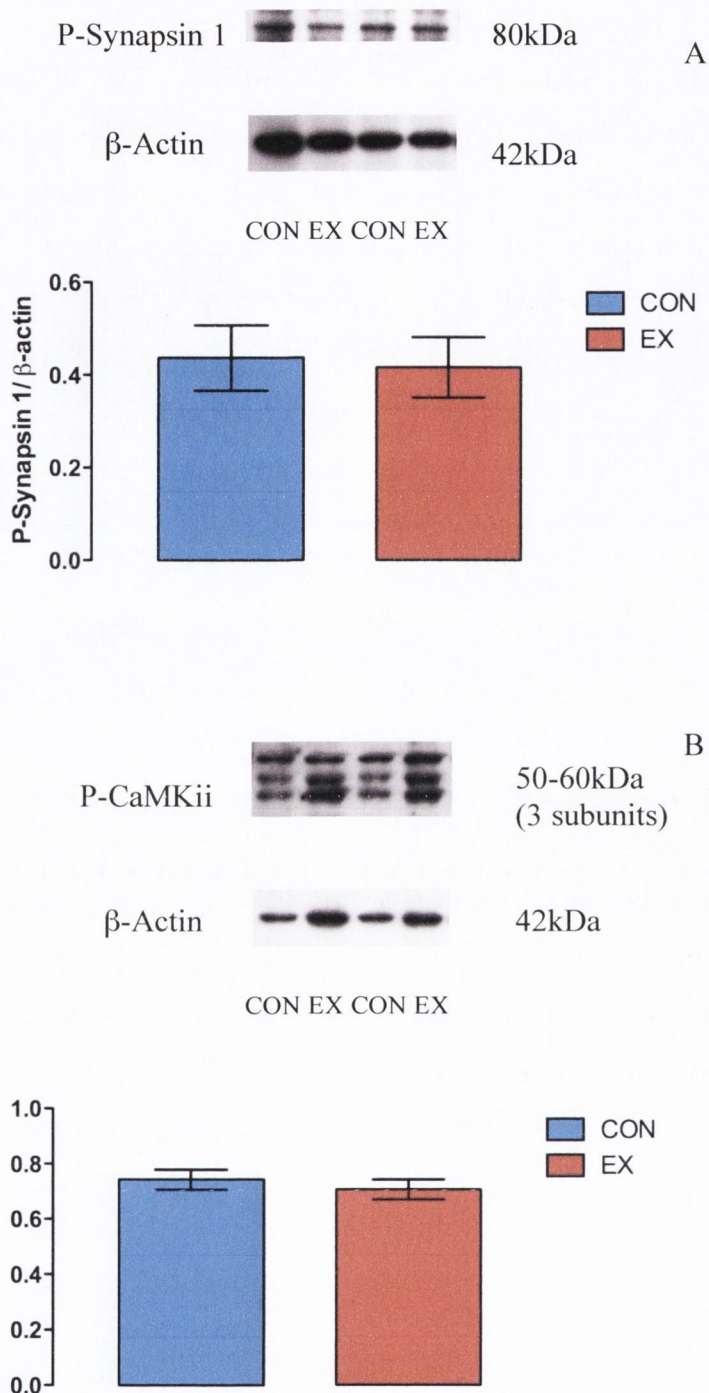 P-Synapsin 1
80kDa
A
β-Actin
42kDa
CON EX CON EX
0.6
0.4
0.2
0.0
P-Synapsin 1/ β-actin
CON
EX
B
P-CaMKii
50-60kDa
(3 subunits)
β-Actin
42kDa
CON EX CON EX
1.0
0.8
0.6
0.4
0.2
0.0
CON
EX